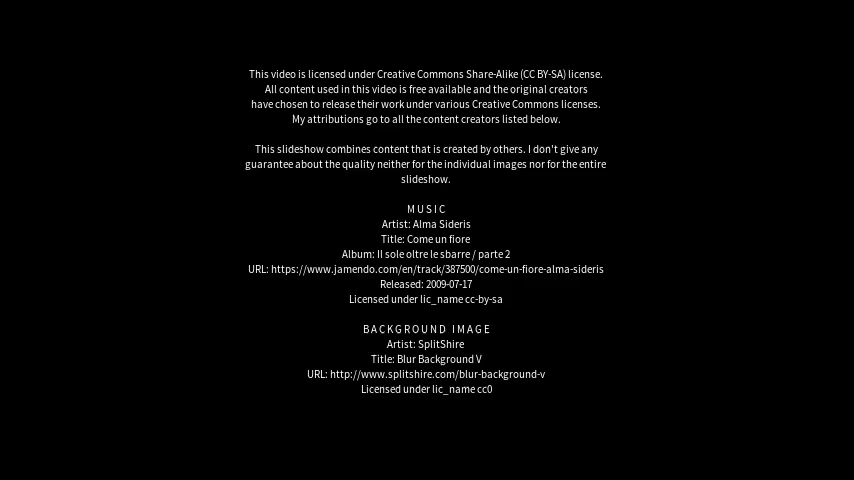 This video is licensed under Creative Commons Share-Alike (CC BY-SA) license.
All content used in this video is free available and the original creators
have chosen to release their work under various Creative Commons licenses.
My attributions go to all the content creators listed below.
This slideshow combines content that is created by others. I don't give any
guarantee about the quality neither for the individual images nor for the entire
slideshow.
MUSIC
Artist: Alma Sideris
Title: Come un fiore
Album: Il sole oltre le sbarre / parte 2
URL: https://www.jamendo.com/en/track/387500/come-un-fiore-alma-sideris
Released: 2009-07-17
Licensed under lic_name cc-by-sa
BACKGROUND IMAGE
Artist: SplitShire
Title: Blur Background V
URL: http://www.splitshire.com/blur-background-v
Licensed under lic_name cc0